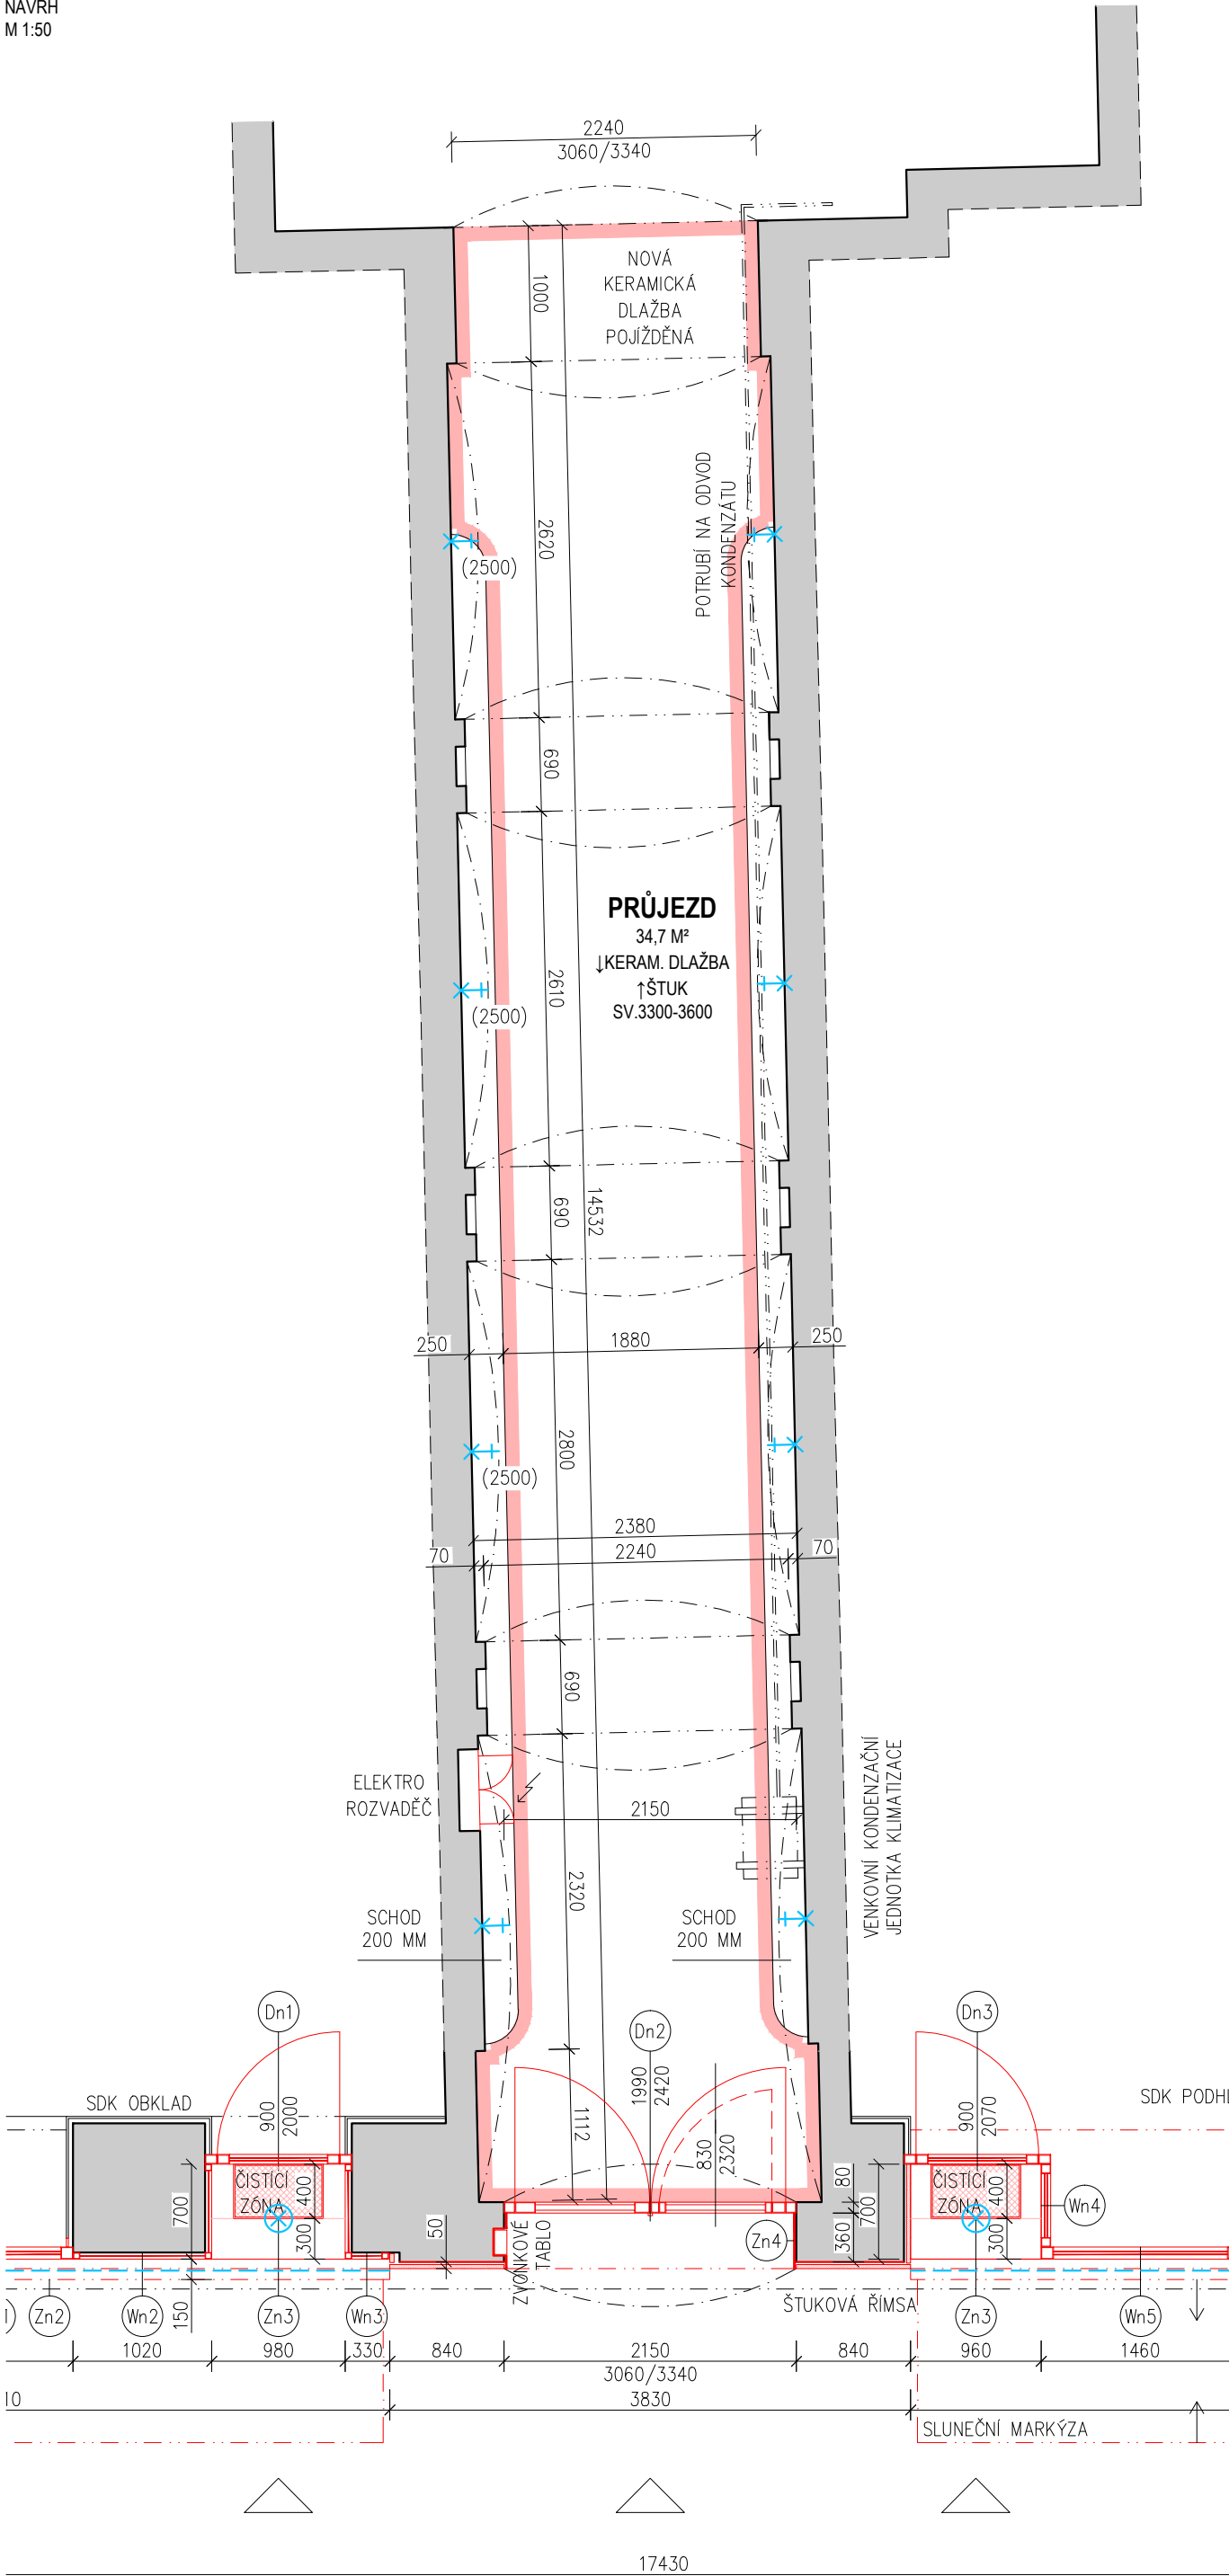 NÁVRH
M 1:50
2240
3060/3340
NOVÁ
KERAMICKÁ
DLAŽBA
POJÍŽDĚNÁ
1000
POTRUBÍ NA ODVOD
KONDENZÁTU
2620
(2500)
690
PRŮJEZD
34,7 M²
↓KERAM. DLAŽBA
↑ŠTUK
SV.3300-3600
2610
(2500)
690
14532
250
1880
250
2800
(2500)
2380
70
2240
70
690
ELEKTRO
ROZVADĚČ
2150
VENKOVNÍ KONDENZAČNÍ
JEDNOTKA KLIMATIZACE
2320
SCHOD
200 MM
SCHOD
200 MM
Dn1
Dn2
Dn3
1990
2420
SDK OBKLAD
900
2000
1112
830
2320
900
2070
SDK PODHL
ČISTÍCÍ
ZÓNA
400
300
700
50
ZVONKOVÉ
TABLO
Zn4
80
360
700
ČISTÍCÍ
ZÓNA
400
300
Wn4
ŠTUKOVÁ ŘÍMSA
Zn2
Wn2
150
Zn3
Wn3
Zn3
Wn5
1020
980
330
840
2150
3060/3340
840
960
1460
10
3830
SLUNEČNÍ MARKÝZA
17430